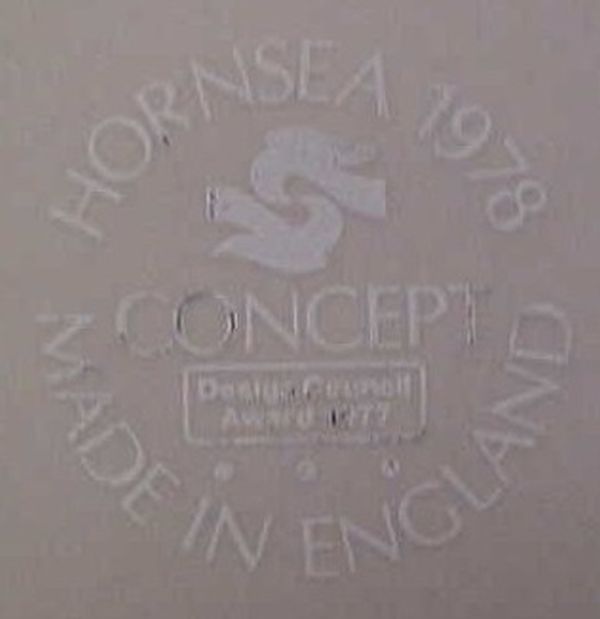 HORNSEA 1978
CONCEPT
Design Council
Award 1977
MADE IN ENGLAND